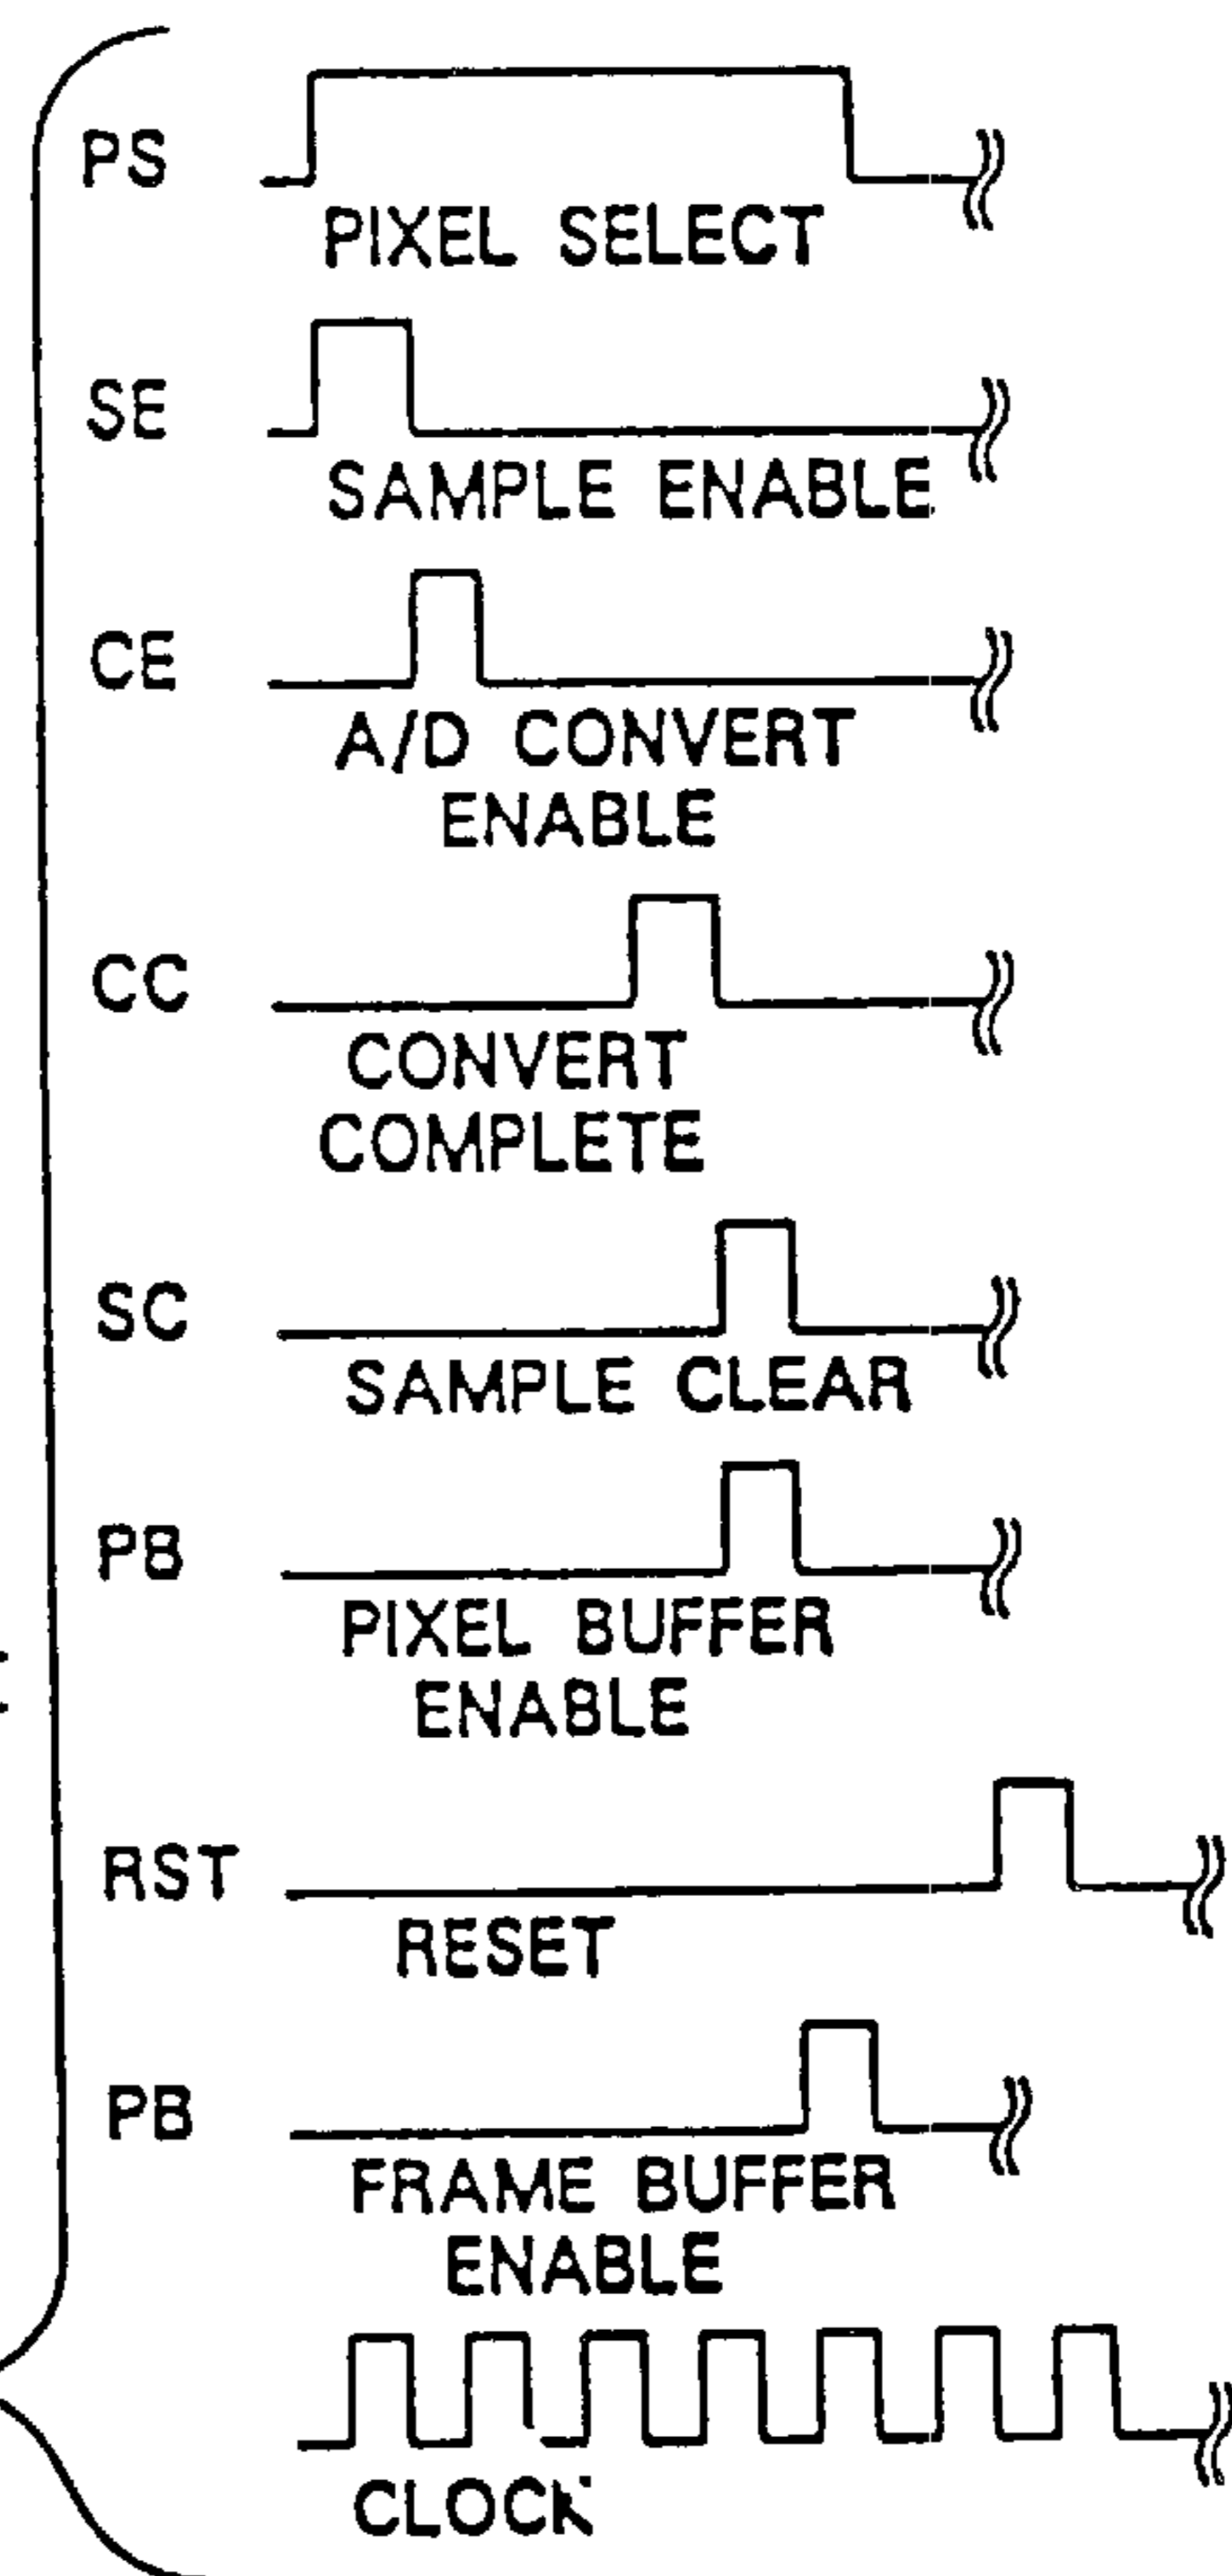 PS
PIXEL SELECT
SE
SAMPLE ENABLE
CE
A/D CONVERT
ENABLE
CC
CONVERT
COMPLETE
SC
SAMPLE CLEAR
PB
PIXEL BUFFER
ENABLE
RST
RESET
PB
FRAME BUFFER
ENABLE
CLOCK